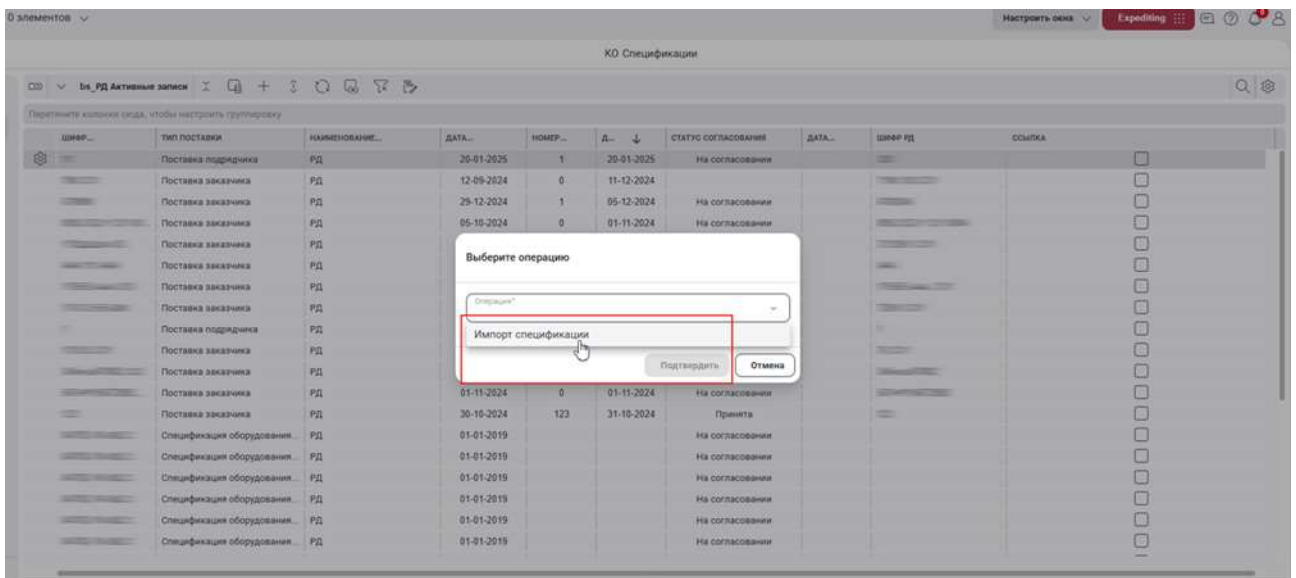 0 элементов
Настроить окна
Expediting
КО Спецификации
bs_РД Активные записи
Перетяните колонки сюда, чтобы настроить группировку
ШИФР... ТИП ПОСТАВКИ НАИМЕНОВАНИЕ... ДАТА... НОМЕР... Д... СТАТУС СОГЛАСОВАНИЯ ДАТА... ШИФР РД ССЫЛКА
Поставка подрядчика РД 20-01-2025 1 20-01-2025 На согласовании
Поставка заказчика РД 12-09-2024 0 11-12-2024
Поставка заказчика РД 29-12-2024 1 05-12-2024 На согласовании
Поставка заказчика РД 05-10-2024 0 01-11-2024 На согласовании
Поставка заказчика РД
Поставка заказчика РД
Поставка заказчика РД
Поставка заказчика РД
Поставка подрядчика РД
Поставка заказчика РД
Поставка заказчика РД
Поставка заказчика РД 01-11-2024 0 01-11-2024 На согласовании
Поставка заказчика РД 30-10-2024 123 31-10-2024 Принята
Спецификация оборудования... РД 01-01-2019 На согласовании
Спецификация оборудования... РД 01-01-2019 На согласовании
Спецификация оборудования... РД 01-01-2019 На согласовании
Спецификация оборудования... РД 01-01-2019 На согласовании
Спецификация оборудования... РД 01-01-2019 На согласовании
Спецификация оборудования... РД 01-01-2019 На согласовании
Выберите операцию
Операция*
Импорт спецификации
Подтвердить Отмена